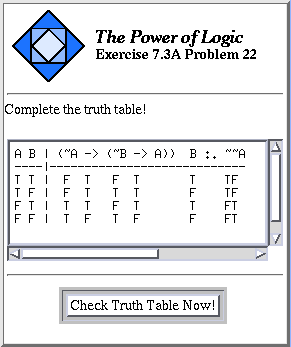 The Power of Logic
Exercise 7.3A Problem 22
Complete the truth table!
A B | (~A -> (~B -> A))  B :. ~~A
----|--------------------------
T T |  F  T   F  T       T    TF
T F |  F  T   T  T       F    TF
F T |  T  T   F  T       T    FT
F F |  T  F   T  F       F    FT
Check Truth Table Now!